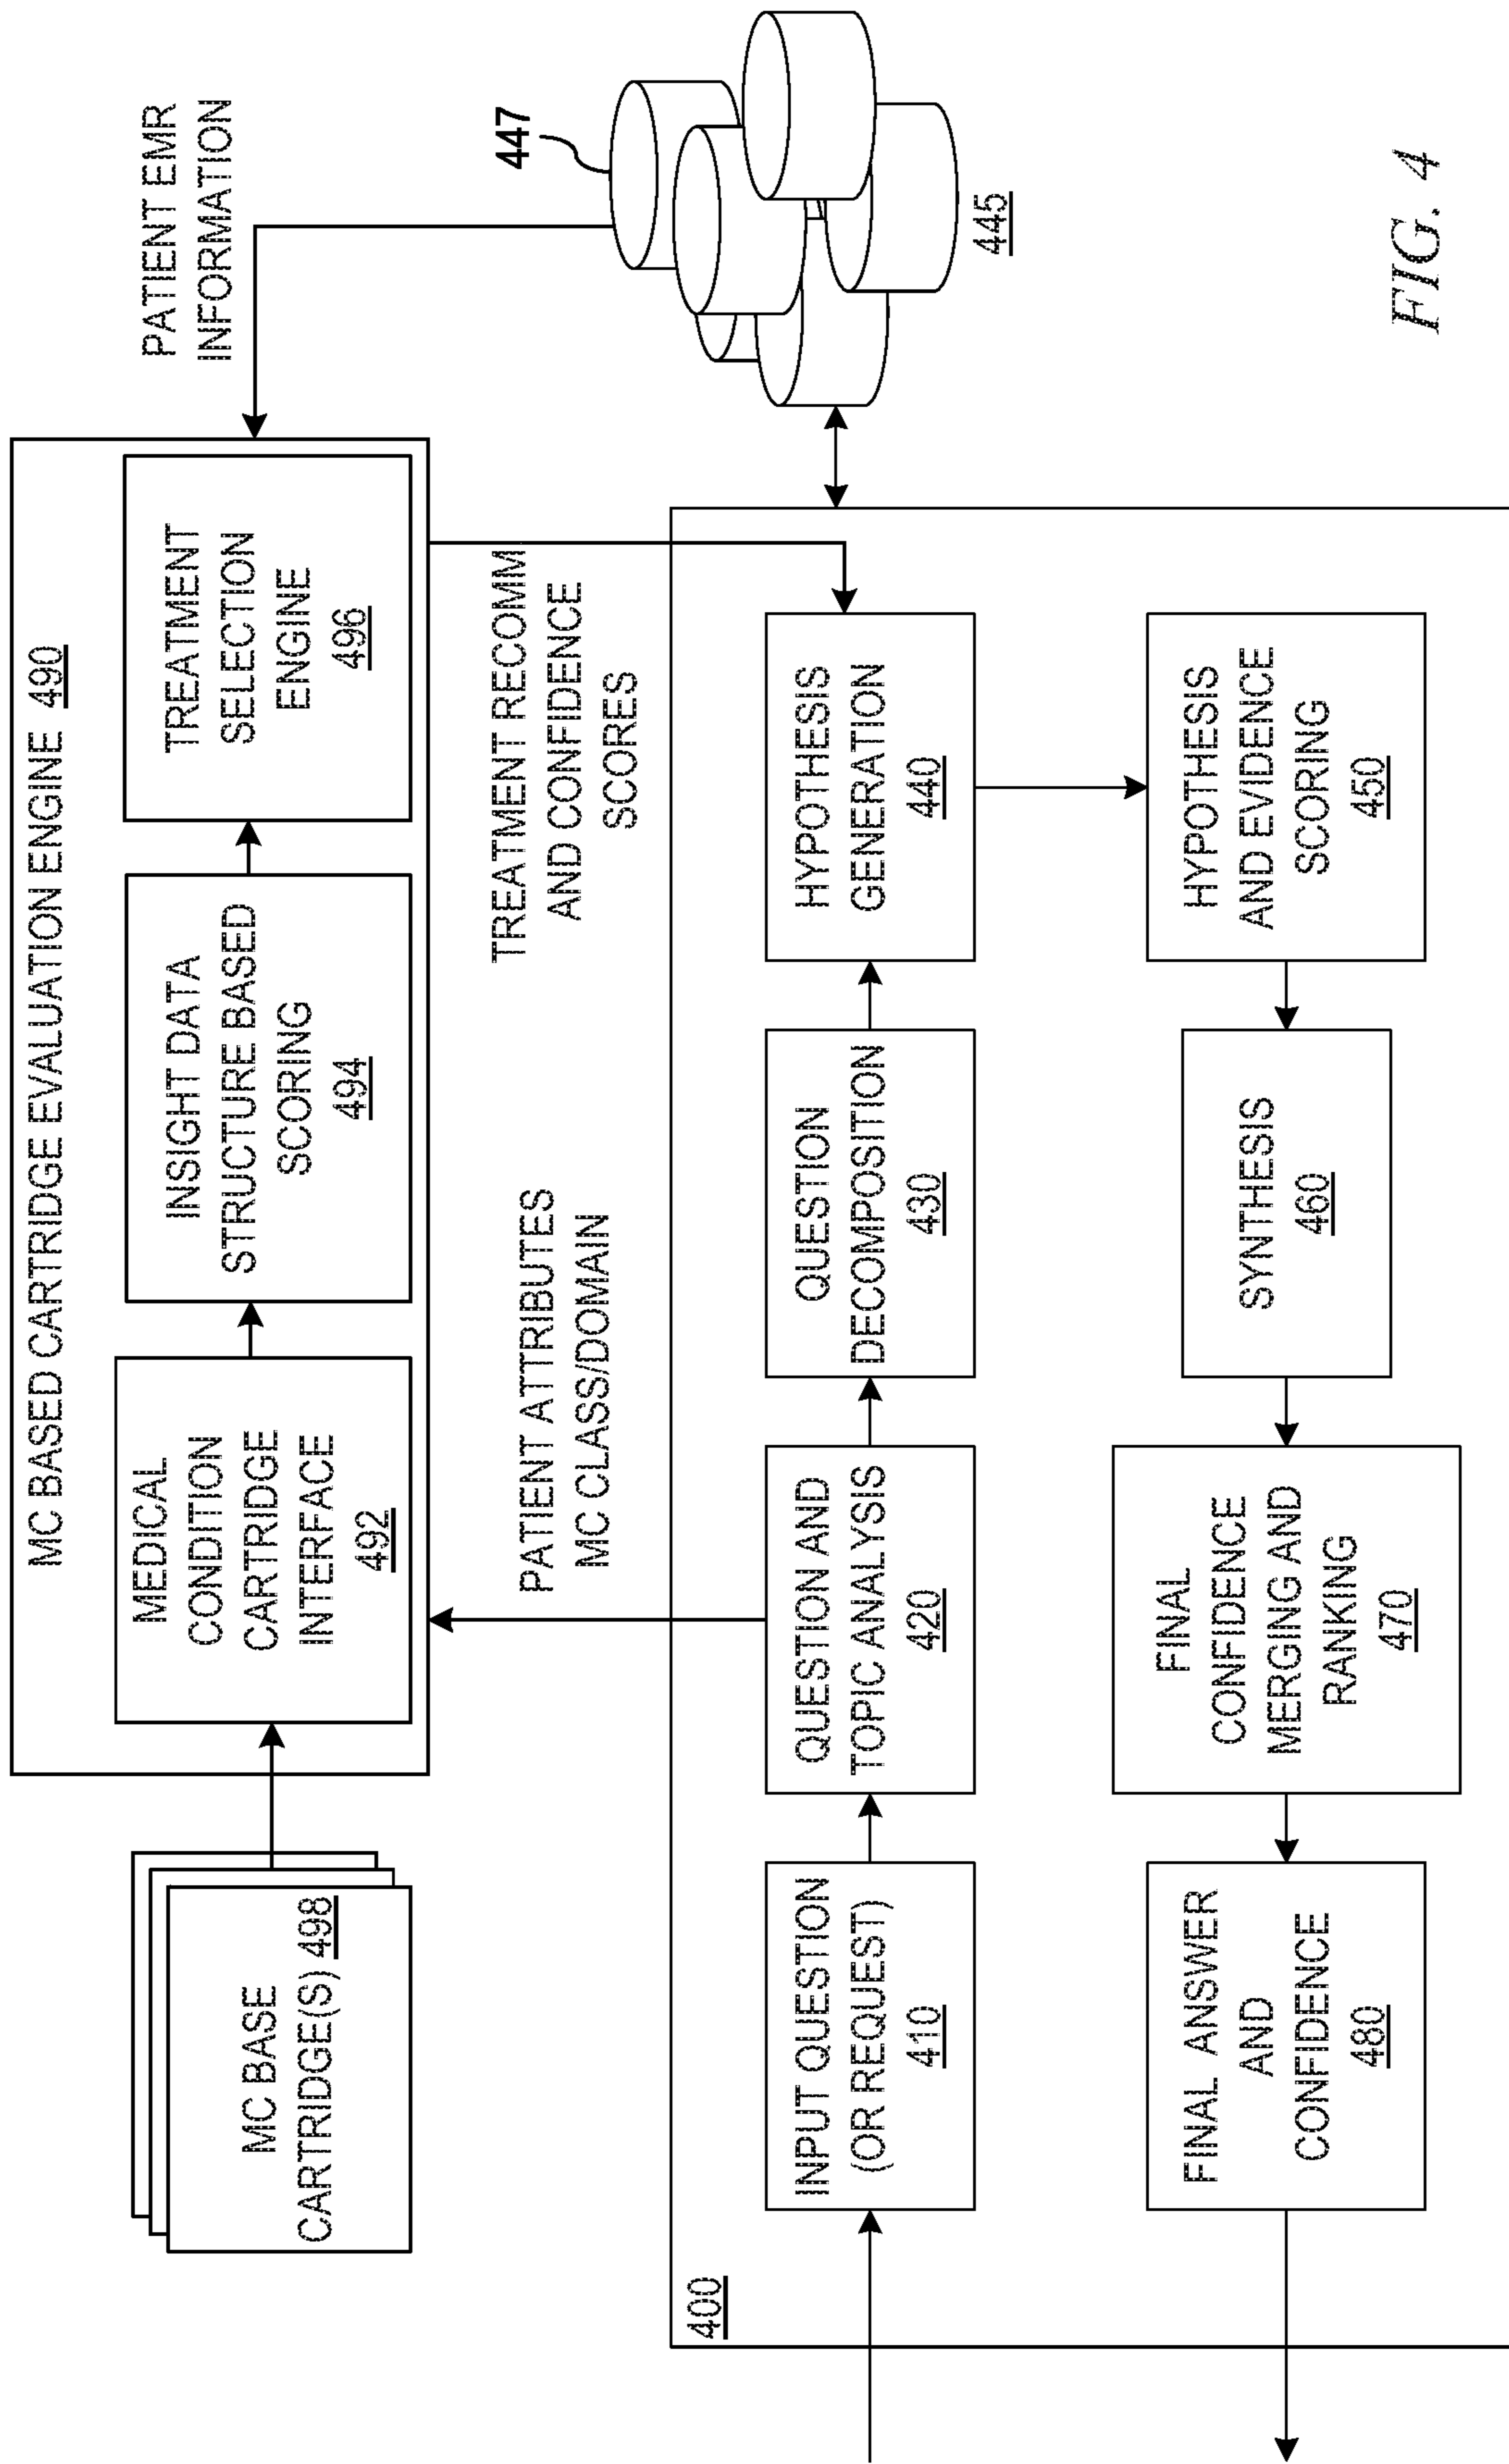 MC BASED CARTRIDGE EVALUATION ENGINE 490
MC BASE
CARTRIDGE(S) 498
MEDICAL
CONDITION
CARTRIDGE
INTERFACE
492
INSIGHT DATA
STRUCTURE BASED
SCORING
494
TREATMENT
SELECTION
ENGINE
496
PATIENT EMR
INFORMATION
PATIENT ATTRIBUTES
MC CLASS/DOMAIN
TREATMENT RECOMM
AND CONFIDENCE
SCORES
447
445
400
INPUT QUESTION
(OR REQUEST)
410
QUESTION AND
TOPIC ANALYSIS
420
QUESTION
DECOMPOSITION
430
HYPOTHESIS
GENERATION
440
FINAL ANSWER
AND
CONFIDENCE
480
FINAL
CONFIDENCE
MERGING AND
RANKING
470
SYNTHESIS
460
HYPOTHESIS
AND EVIDENCE
SCORING
450
FIG. 4